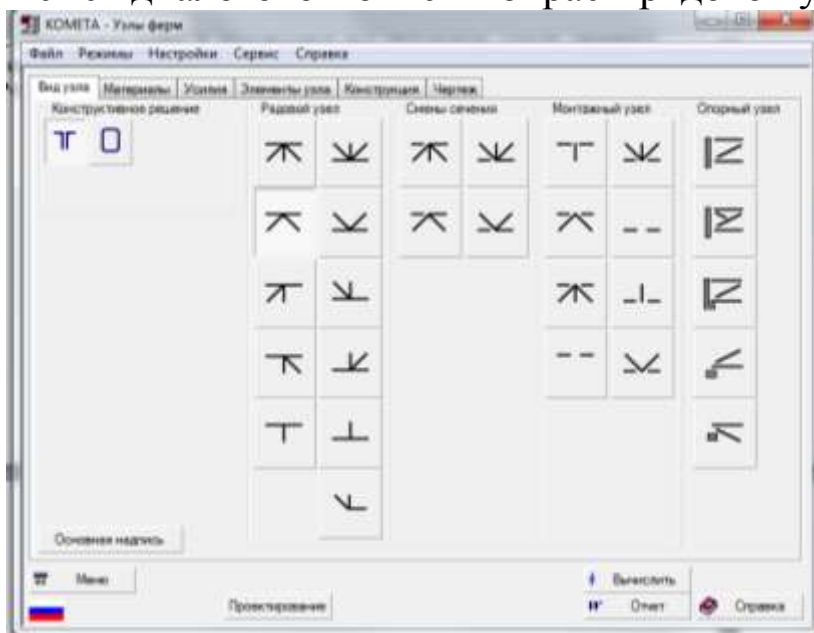 КОМЕТА - Узлы ферм
Файл Режимы Настройки Сервис Справка
Вид узла Материалы Усилия Элементы узла Конструкция Чертеж
Конструктивное решение Рядовой узел Смены сечения Монтажный узел Опорный узел
Основная надпись
Меню Вычислить
Проектирование Отчет Справка